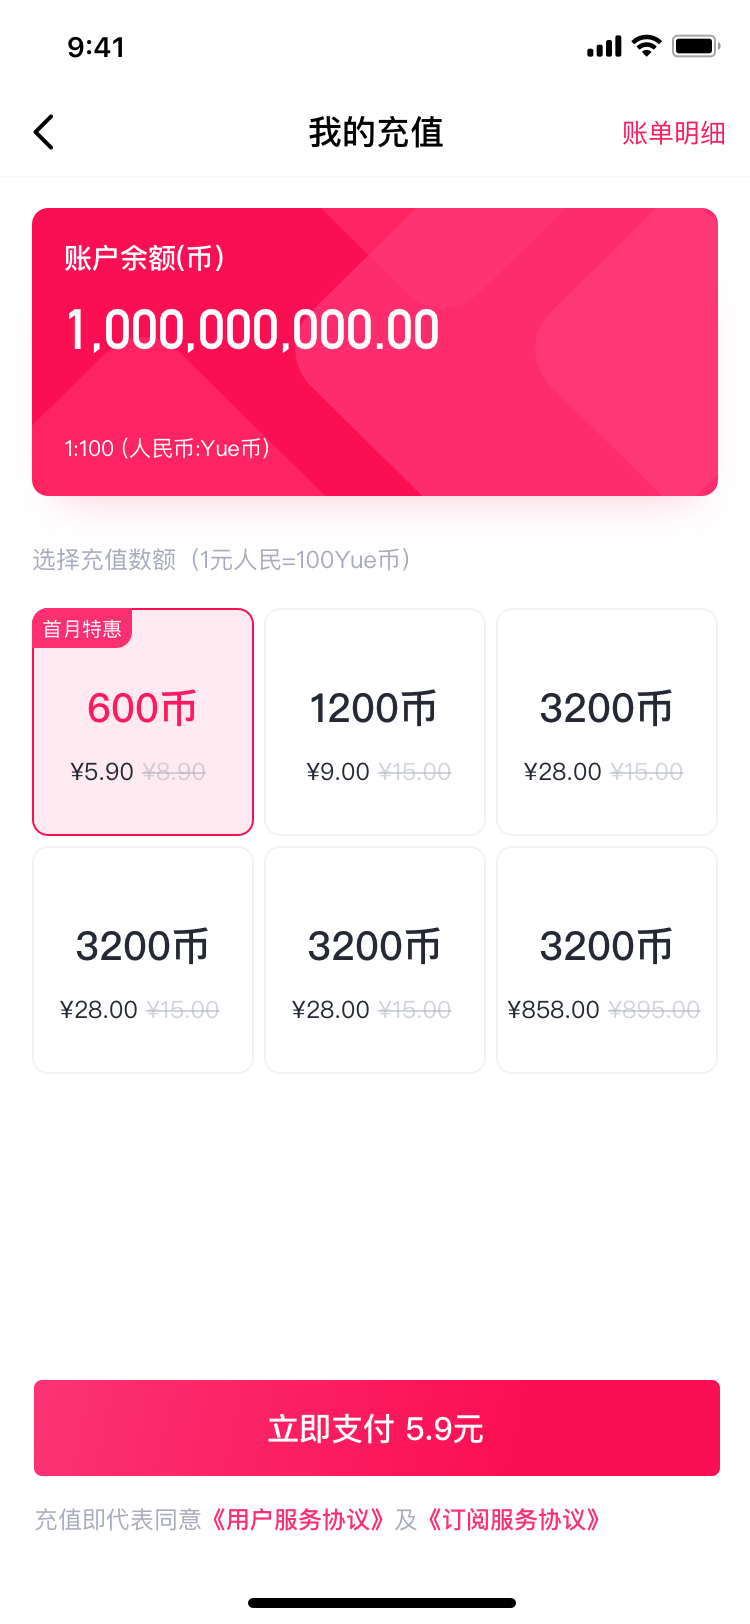 9:41
我的充值
账单明细
账户余额(币)
1,000,000,000.00
1:100 (人民币:Yue币)
选择充值数额（1元人民=100Yue币）
首月特惠
600币
¥5.90 ¥8.90
1200币
¥9.00 ¥15.00
3200币
¥28.00 ¥15.00
3200币
¥28.00 ¥15.00
3200币
¥28.00 ¥15.00
3200币
¥858.00 ¥895.00
立即支付 5.9元
充值即代表同意《用户服务协议》及《订阅服务协议》